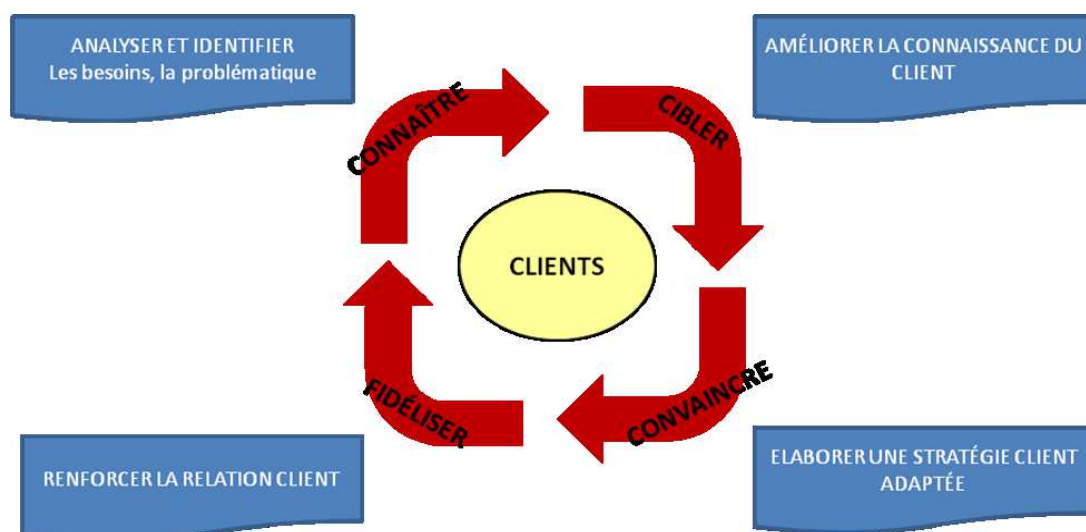 ANALYSER ET IDENTIFIER
Les besoins, la problématique
AMÉLIORER LA CONNAISSANCE DU
CLIENT
CONNAÎTRE
CIBLER
CLIENTS
FIDÉLISER
CONVAINCRE
RENFORCER LA RELATION CLIENT
ELABORER UNE STRATÉGIE CLIENT
ADAPTÉE